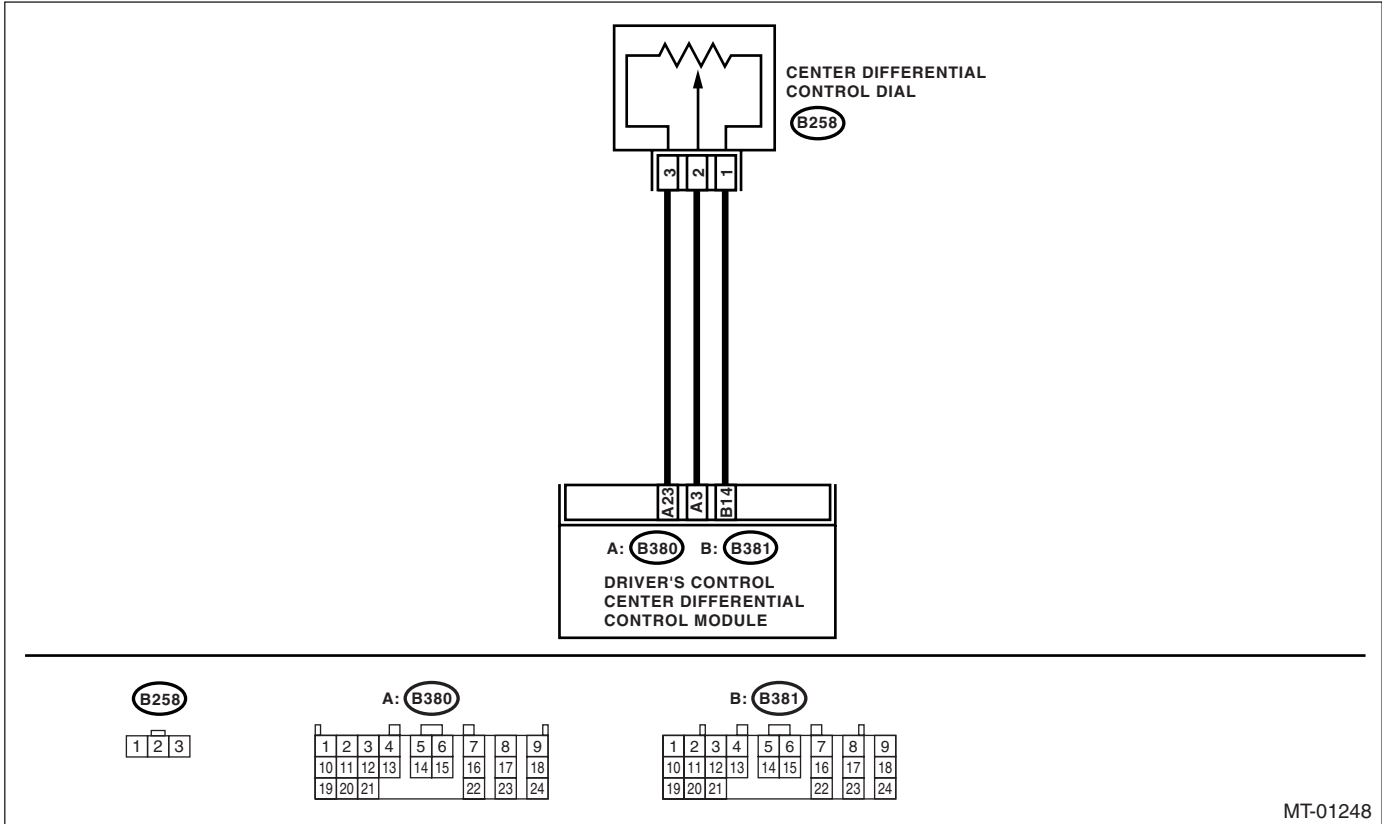 CENTER DIFFERENTIAL
CONTROL DIAL
B258
3 2 1
A23 A3 B14
A: B380 B: B381
DRIVER'S CONTROL
CENTER DIFFERENTIAL
CONTROL MODULE
B258
1 2 3
A: B380
1 2 3 4 5 6 7 8 9
10 11 12 13 14 15 16 17 18
19 20 21 22 23 24
B: B381
1 2 3 4 5 6 7 8 9
10 11 12 13 14 15 16 17 18
19 20 21 22 23 24
MT-01248